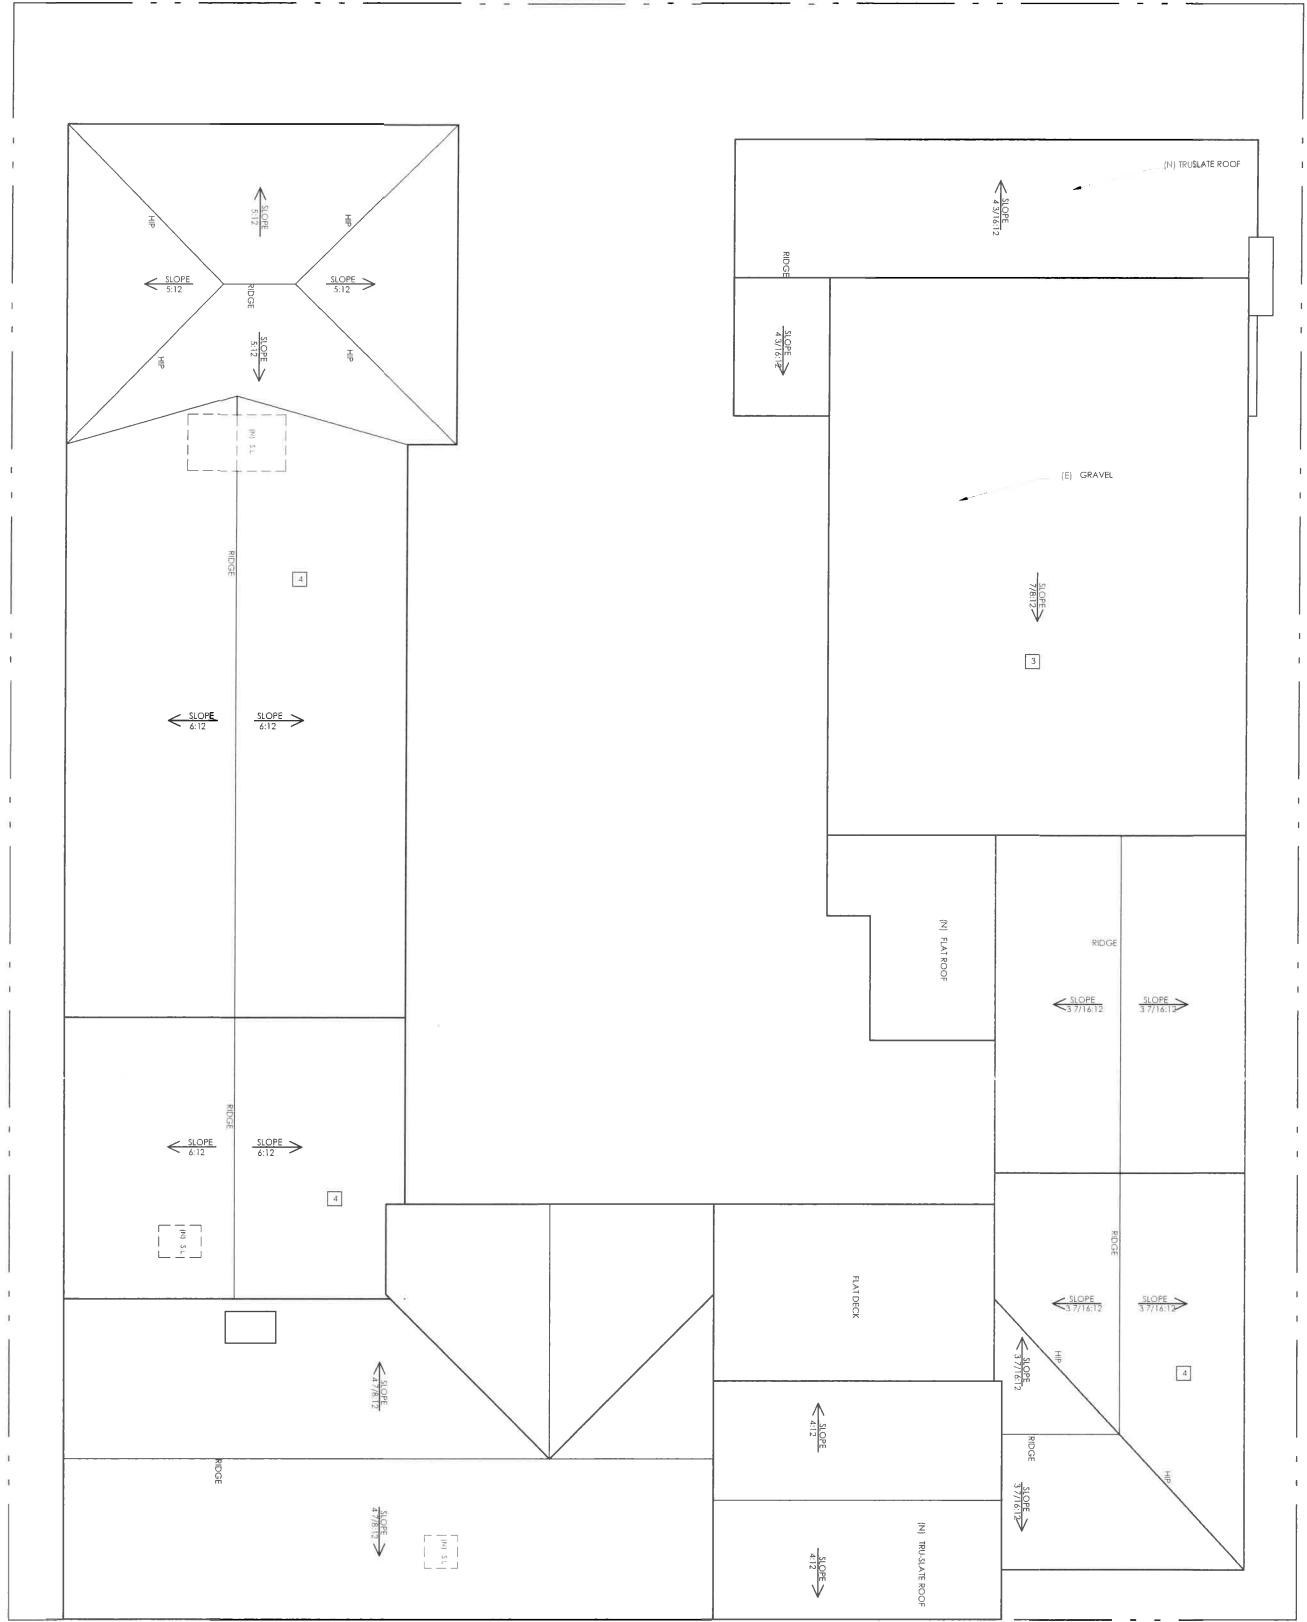 (N) TRUSLATE ROOF
SLOPE
4 3/16:12
SLOPE
5:12
HIP
HIP
RIDGE
SLOPE
5:12
SLOPE
5:12
RIDGE
SLOPE
5:12
HIP
HIP
SLOPE
4 3/16:12
(N) S L
(E) GRAVEL
RIDGE
4
SLOPE
7/8:12
3
SLOPE
6:12
SLOPE
6:12
(N) FLAT ROOF
RIDGE
SLOPE
3 7/16:12
SLOPE
3 7/16:12
RIDGE
SLOPE
6:12
SLOPE
6:12
4
(N) S L
RIDGE
FLAT DECK
SLOPE
3 7/16:12
SLOPE
3 7/16:12
HIP
SLOPE
3 7/16:12
4
SLOPE
4 7/8:12
SLOPE
4:12
RIDGE
RIDGE
HIP
SLOPE
3 7/16:12
SLOPE
4 7/8:12
(N) S L
SLOPE
4:12
(N) TRU-SLATE ROOF